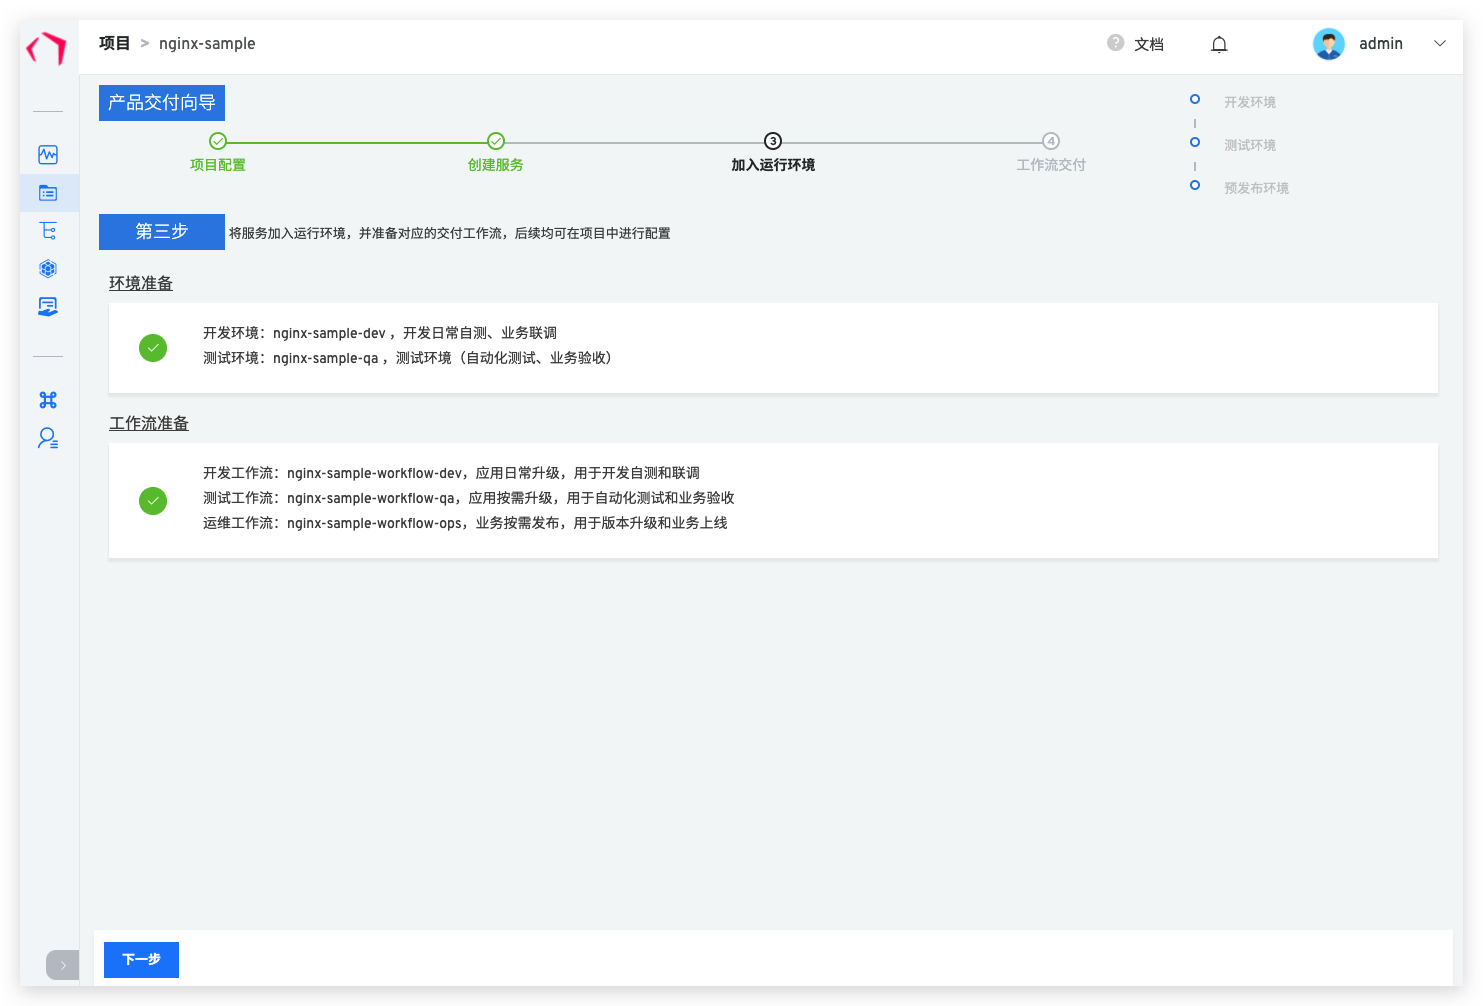 项目 > nginx-sample
? 文档
admin
产品交付向导
项目配置
创建服务
3
加入运行环境
4
工作流交付
开发环境
测试环境
预发布环境
第三步
将服务加入运行环境，并准备对应的交付工作流，后续均可在项目中进行配置
环境准备
开发环境：nginx-sample-dev ，开发日常自测、业务联调
测试环境：nginx-sample-qa ，测试环境（自动化测试、业务验收）
工作流准备
开发工作流：nginx-sample-workflow-dev，应用日常升级，用于开发自测和联调
测试工作流：nginx-sample-workflow-qa，应用按需升级，用于自动化测试和业务验收
运维工作流：nginx-sample-workflow-ops，业务按需发布，用于版本升级和业务上线
下一步